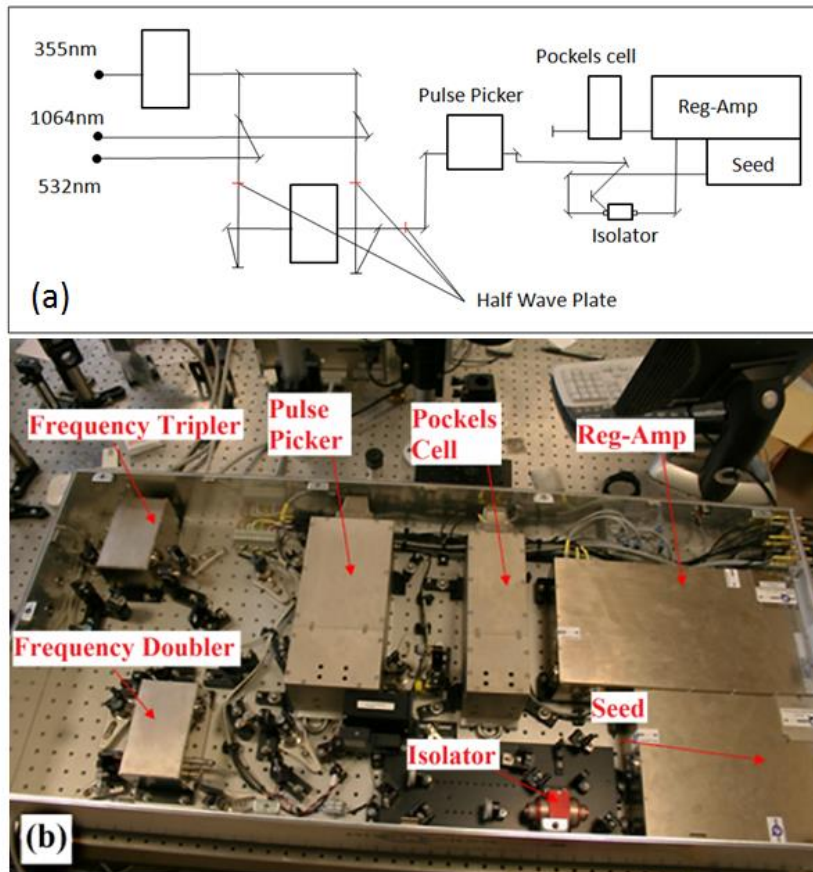 355nm
1064nm
532nm
Pulse Picker
Pockels cell
Reg-Amp
Seed
Isolator
Half Wave Plate
(a)
Frequency Tripler
Pulse
Picker
Pockels
Cell
Reg-Amp
Frequency Doubler
Seed
Isolator
(b)